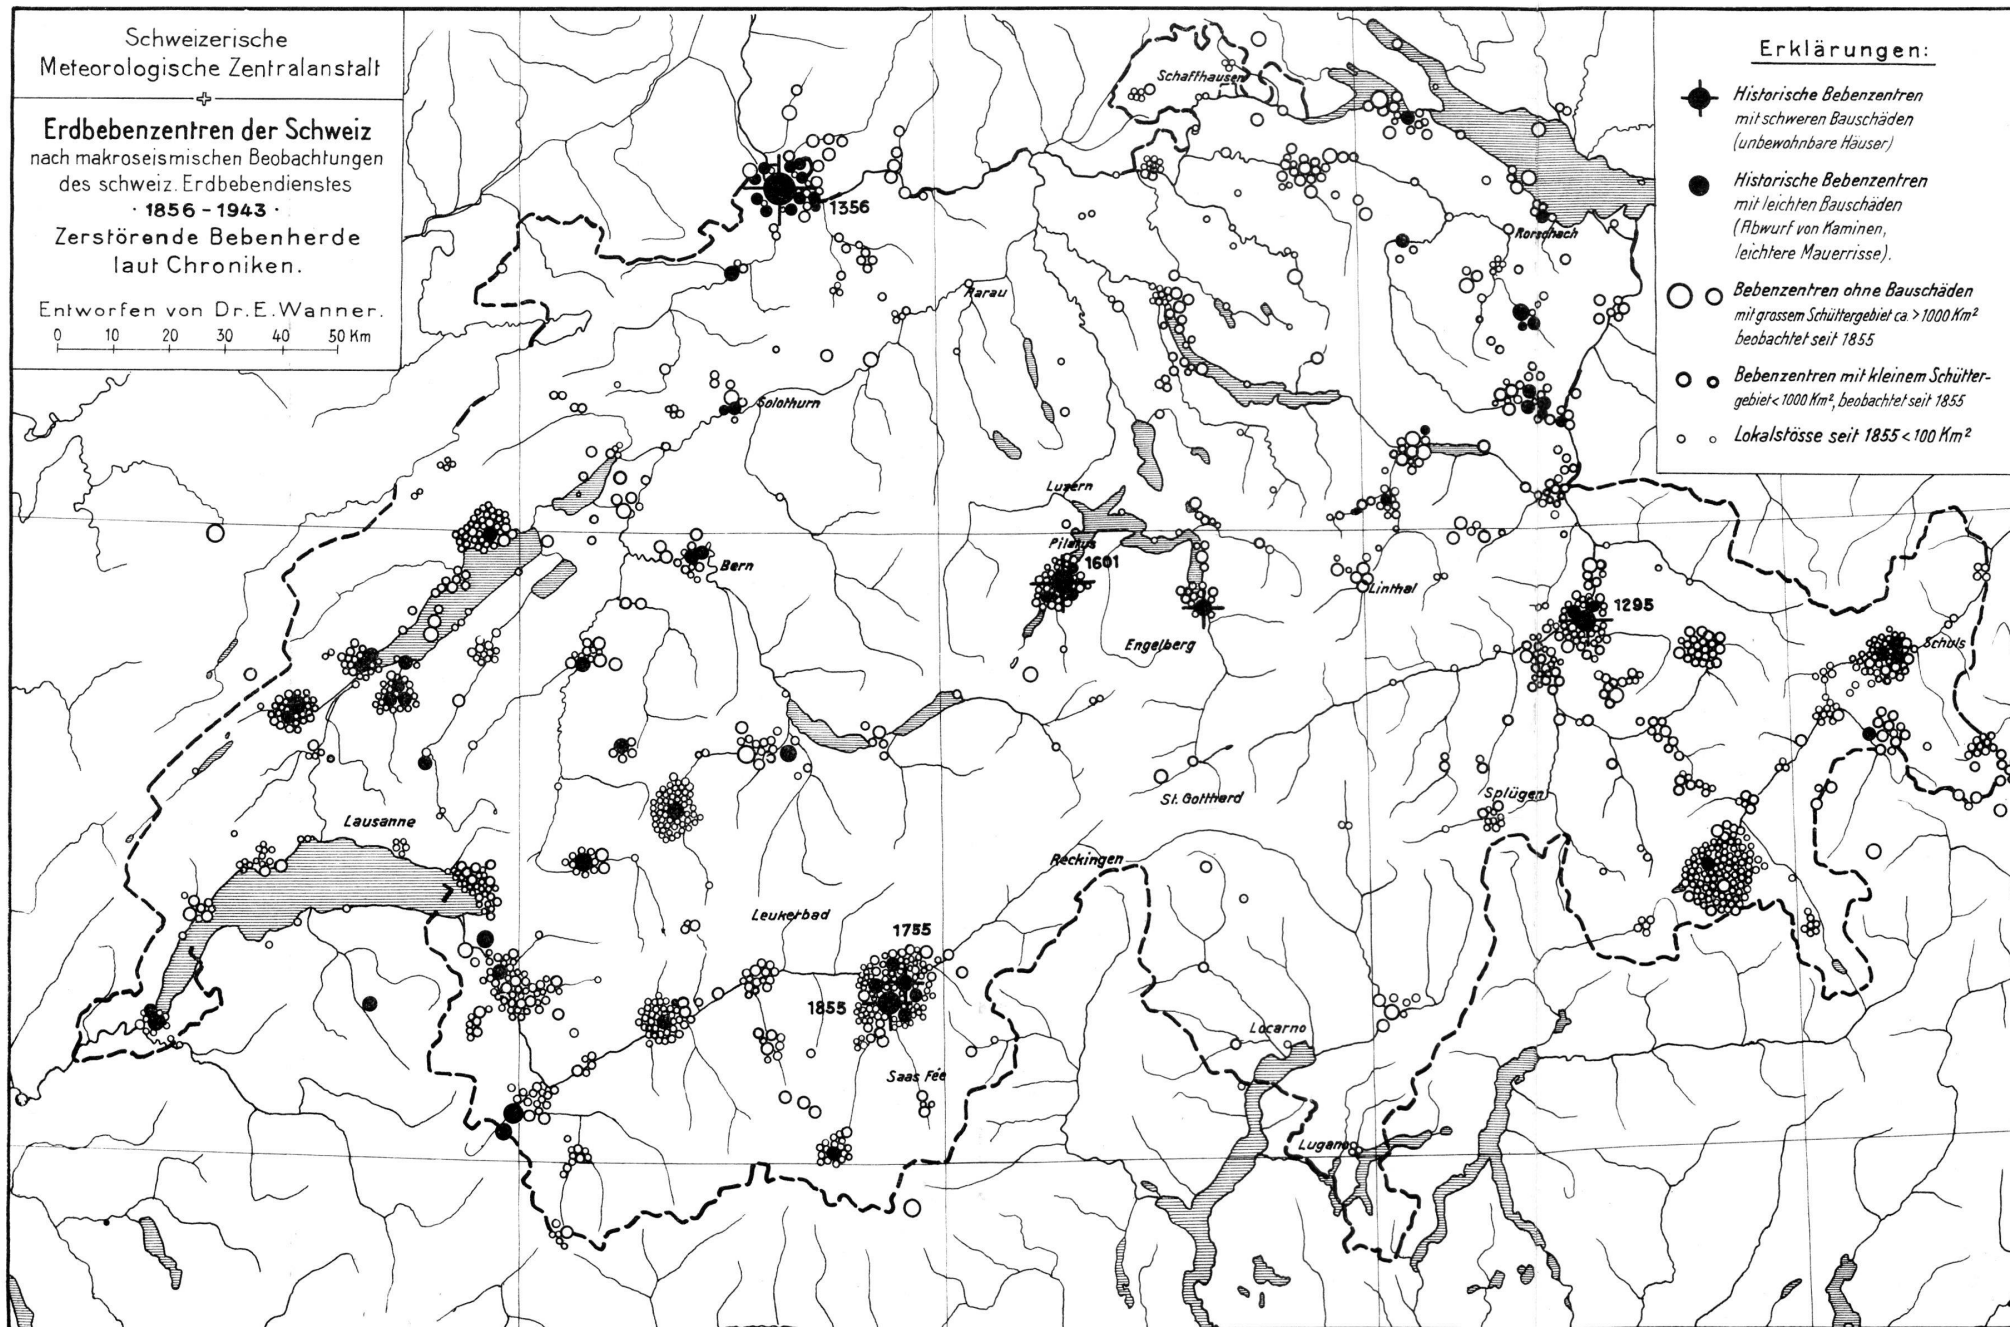 Schweizerische
Meteorologische Zentralanstalt
Erdbebenzentren der Schweiz
nach makroseismischen Beobachtungen
des schweiz. Erdbebendienstes
· 1856 - 1943 ·
Zerstörende Bebenherde
laut Chroniken.
Entworfen von Dr. E. Wanner.
0 10 20 30 40 50 Km
Erklärungen:
Historische Bebenzentren
mit schweren Bauschäden
(unbewohnbare Häuser)
Historische Bebenzentren
mit leichten Bauschäden
(Abwurf von Kaminen,
leichtere Mauerrisse).
Bebenzentren ohne Bauschäden
mit grossem Schüttergebiet ca. > 1000 Km²
beobachtet seit 1855
Bebenzentren mit kleinem Schütter-
gebiet < 1000 Km², beobachtet seit 1855
Lokalstösse seit 1855 < 100 Km²
Schaffhausen
1356
Rorschach
Aarau
Solothurn
Luzern
Pilatus
1601
Bern
Linthal
1295
Engelberg
Schuls
St. Gotthard
Splügen
Lausanne
Reckingen
Leukerbad
1755
1855
Locarno
Saas Fée
Lugano